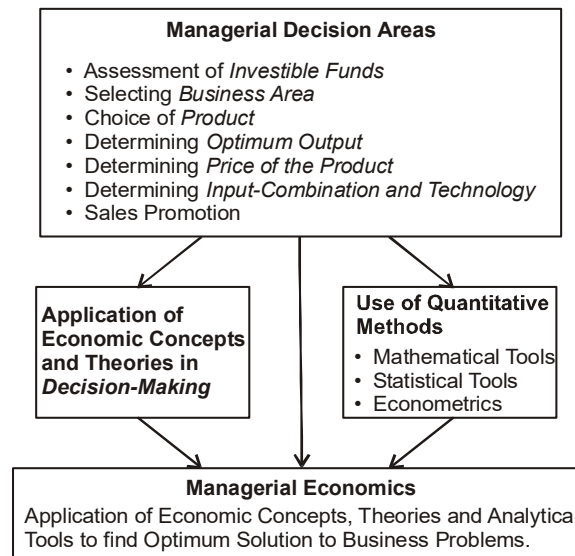 Managerial Decision Areas
• Assessment of Investible Funds
• Selecting Business Area
• Choice of Product
• Determining Optimum Output
• Determining Price of the Product
• Determining Input-Combination and Technology
• Sales Promotion
Application of
Economic Concepts
and Theories in
Decision-Making
Use of Quantitative
Methods
• Mathematical Tools
• Statistical Tools
• Econometrics
Managerial Economics
Application of Economic Concepts, Theories and Analytica
Tools to find Optimum Solution to Business Problems.